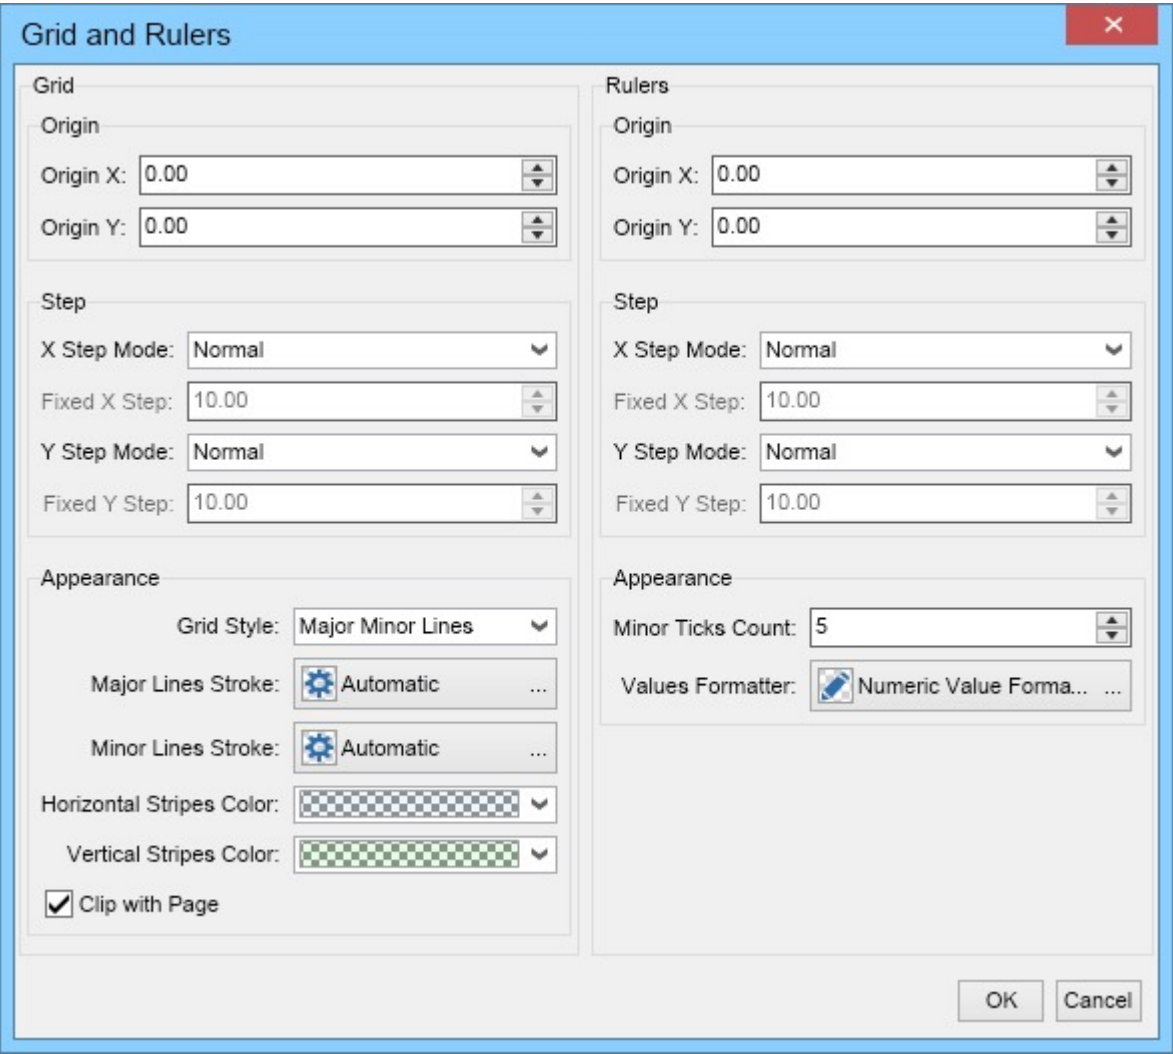 Grid and Rulers
Grid
Origin
Origin X: 0.00
Origin Y: 0.00
Step
X Step Mode: Normal
Fixed X Step: 10.00
Y Step Mode: Normal
Fixed Y Step: 10.00
Appearance
Grid Style: Major Minor Lines
Major Lines Stroke: Automatic ...
Minor Lines Stroke: Automatic ...
Horizontal Stripes Color:
Vertical Stripes Color:
Clip with Page
Rulers
Origin
Origin X: 0.00
Origin Y: 0.00
Step
X Step Mode: Normal
Fixed X Step: 10.00
Y Step Mode: Normal
Fixed Y Step: 10.00
Appearance
Minor Ticks Count: 5
Values Formatter: Numeric Value Forma... ...
OK Cancel